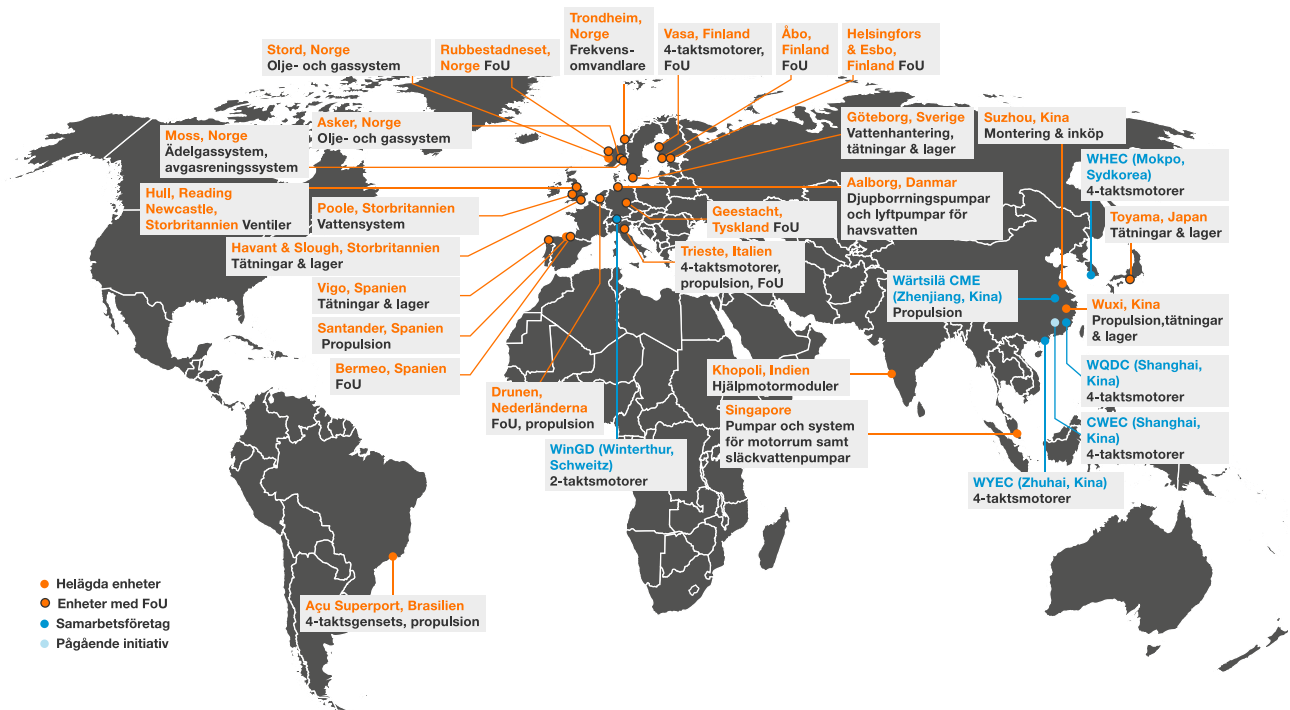 Stord, Norge
Olje- och gassystem
Rubbestadneset,
Norge FoU
Trondheim,
Norge
Frekvens-
omvandlare
Vasa, Finland
4-taktsmotorer,
FoU
Åbo,
Finland
FoU
Helsingfors
& Esbo,
Finland FoU
Moss, Norge
Ädelgassystem,
avgasreningssystem
Asker, Norge
Olje- och gassystem
Göteborg, Sverige
Vattenhantering,
tätningar & lager
Suzhou, Kina
Montering & inköp
WHEC (Mokpo,
Sydkorea)
4-taktsmotorer
Hull, Reading
Newcastle,
Storbritannien Ventiler
Poole, Storbritannien
Vattensystem
Aalborg, Danmar
Djupborrningspumpar
och lyftpumpar för
havsvatten
Geestacht,
Tyskland FoU
Toyama, Japan
Tätningar & lager
Havant & Slough, Storbritannien
Tätningar & lager
Trieste, Italien
4-taktsmotorer,
propulsion, FoU
Wärtsilä CME
(Zhenjiang, Kina)
Propulsion
Vigo, Spanien
Tätningar & lager
Wuxi, Kina
Propulsion,tätningar
& lager
Santander, Spanien
Propulsion
Bermeo, Spanien
FoU
Drunen,
Nederländerna
FoU, propulsion
Khopoli, Indien
Hjälpmotormoduler
WQDC (Shanghai,
Kina)
4-taktsmotorer
Singapore
Pumpar och system
för motorrum samt
släckvattenpumpar
CWEC (Shanghai,
Kina)
4-taktsmotorer
WinGD (Winterthur,
Schweitz)
2-taktsmotorer
WYEC (Zhuhai, Kina)
4-taktsmotorer
Açu Superport, Brasilien
4-taktsgensets, propulsion
Helägda enheter
Enheter med FoU
Samarbetsföretag
Pågående initiativ